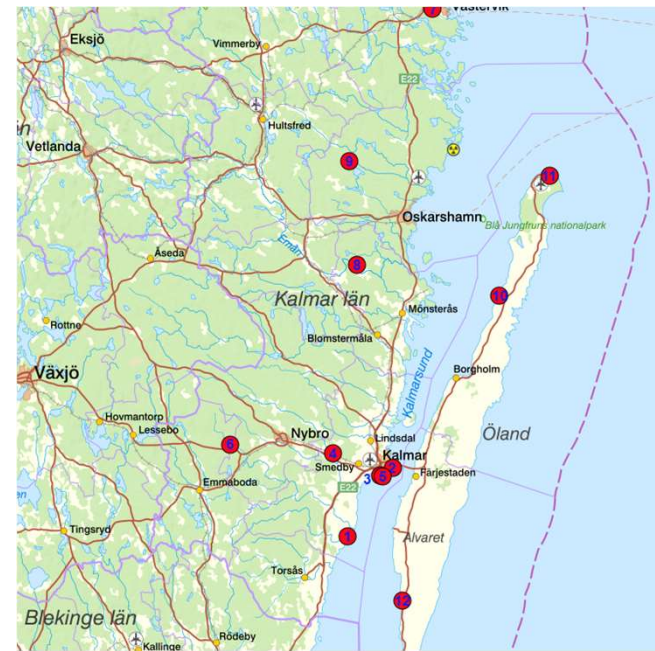 7
Västervik
Eksjö
Vimmerby
E22
Hultsfred
Vetlanda
9
11
Oskarshamn
Blå Jungfruns nationalpark
Emån
Åseda
8
Kalmar län
10
Mönsterås
Rottne
Blomstermåla
Kalmarsund
Växjö
Borgholm
Hovmantorp
Lessebo
6
Nybro
Lindsdal
Öland
4
Kalmar
Smedby
2
3
5
Färjestaden
Emmaboda
E22
Tingsryd
1
Alvaret
Torsås
12
Blekinge län
Rödeby
Kallinge